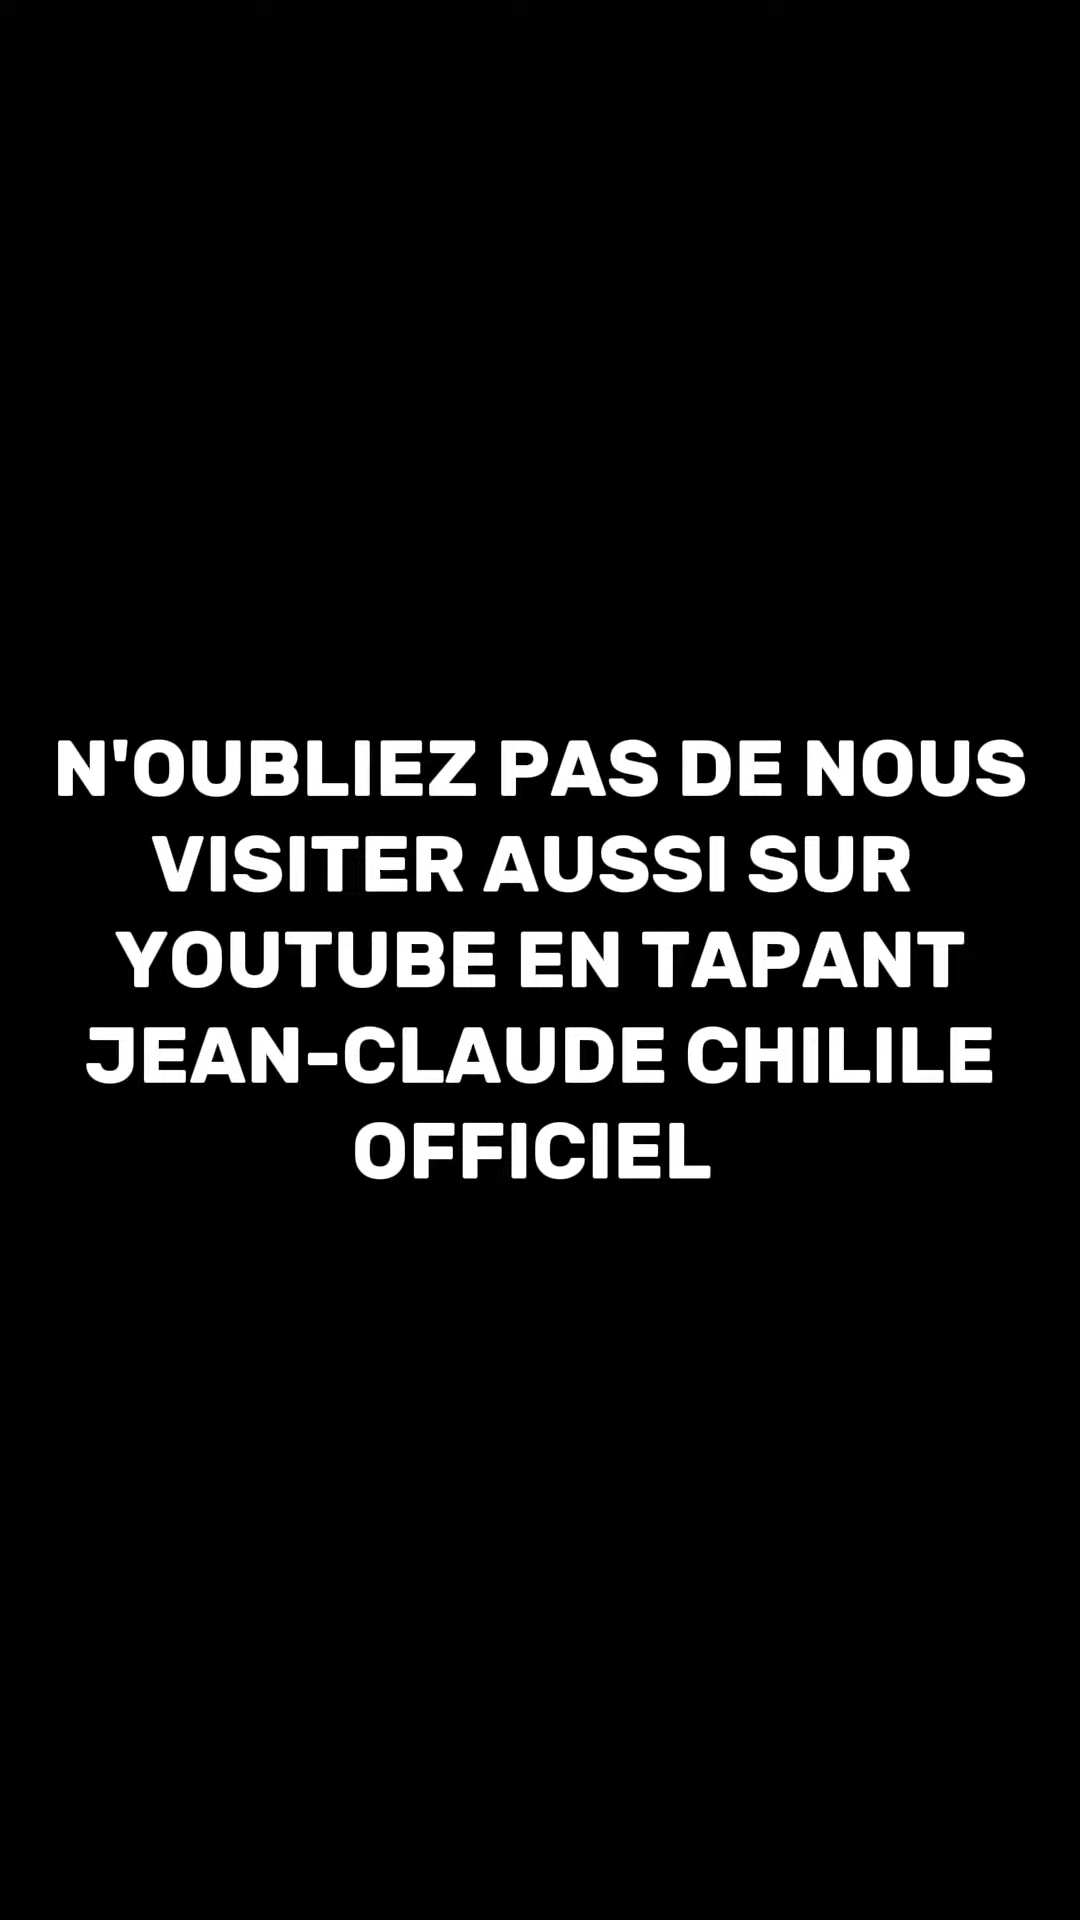 N'OUBLIEZ PAS DE NOUS
VISITER AUSSI SUR
YOUTUBE EN TAPANT
JEAN-CLAUDE CHILILE
OFFICIEL